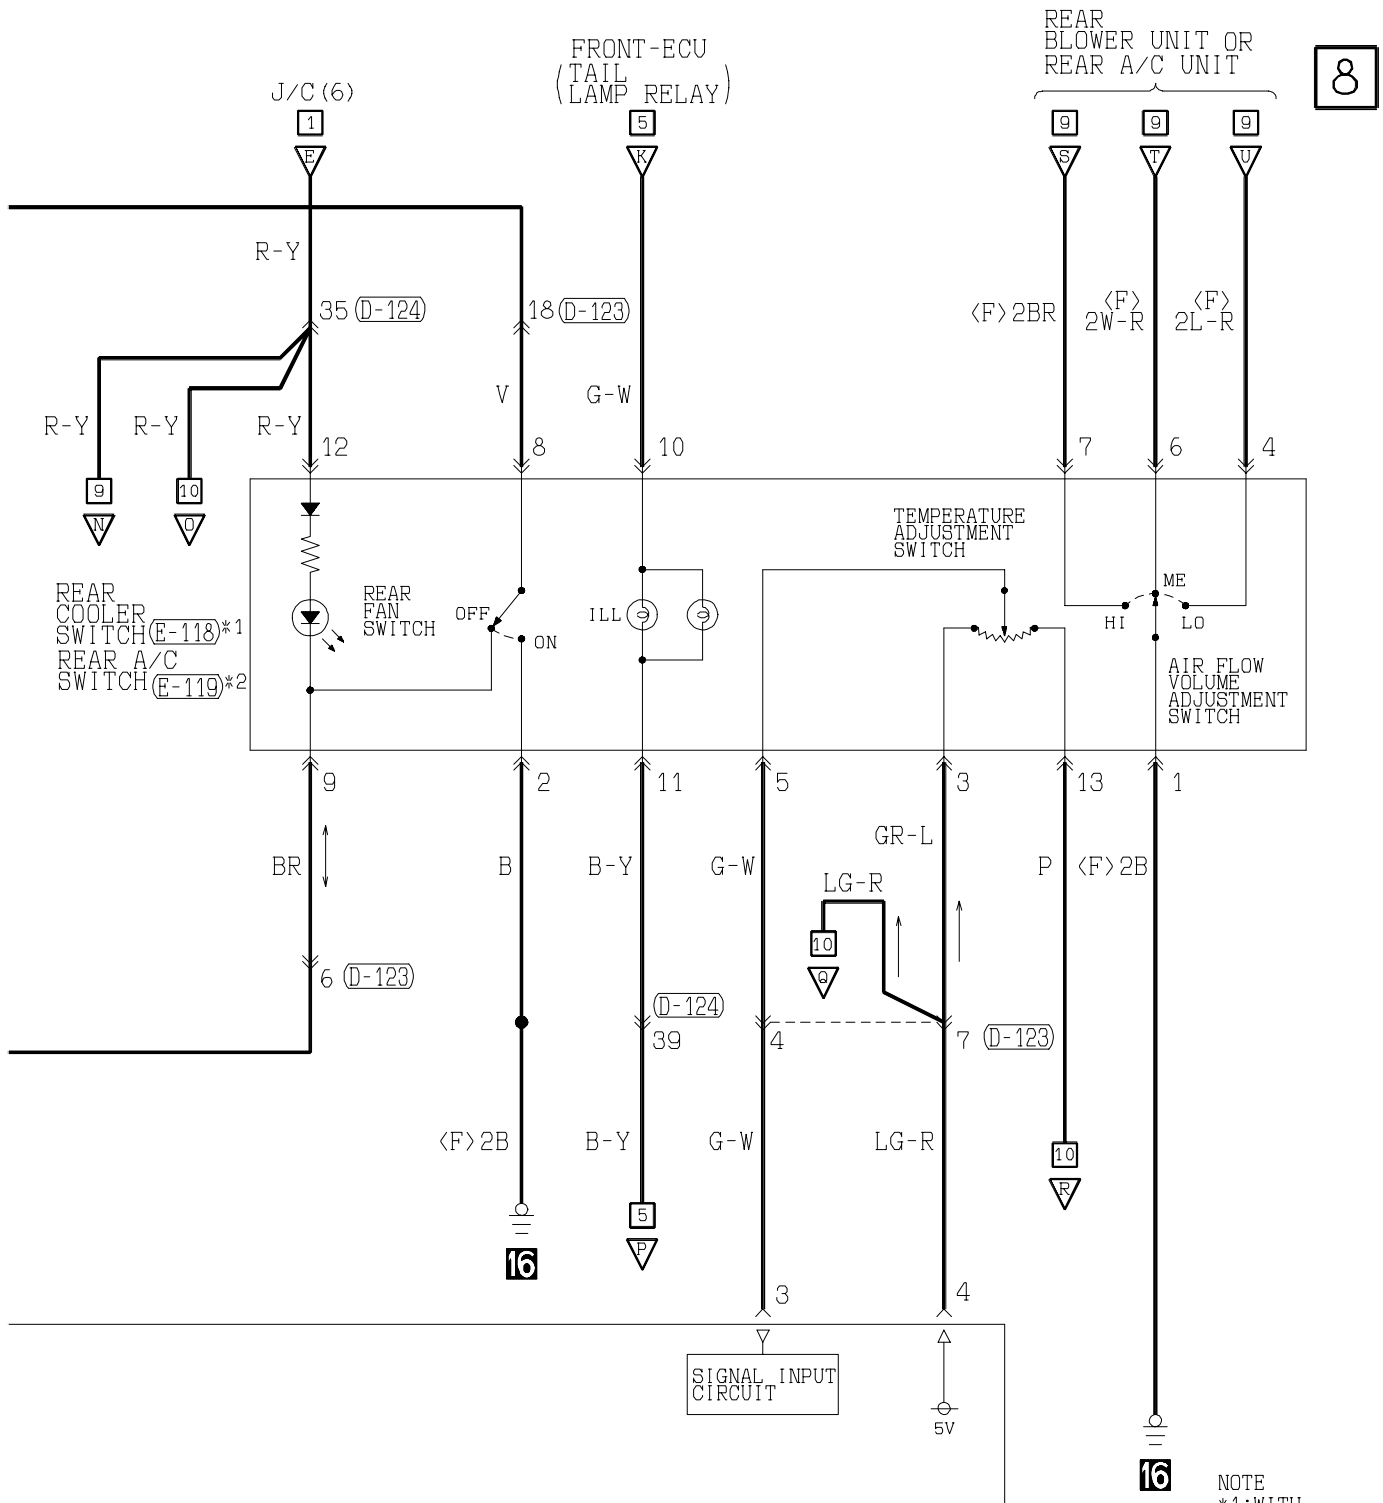 REAR
BLOWER UNIT OR
REAR A/C UNIT
FRONT-ECU
(TAIL
LAMP RELAY)
8
J/C(6)
1
5
9
9
9
E
K
S
T
U
R-Y
35 (D-124)
18 (D-123)
<F>2BR
<F>
2W-R
<F>
2L-R
V
G-W
R-Y
R-Y
R-Y
12
8
10
7
6
4
9
10
N
O
TEMPERATURE
ADJUSTMENT
SWITCH
REAR
COOLER
SWITCH (E-118)*1
REAR A/C
SWITCH (E-119)*2
REAR
FAN
SWITCH
OFF
ON
ILL
ME
HI
LO
AIR FLOW
VOLUME
ADJUSTMENT
SWITCH
9
2
11
5
3
13
1
GR-L
BR
B
B-Y
G-W
P
<F>2B
LG-R
10
Q
6 (D-123)
(D-124)
39
4
7 (D-123)
<F>2B
B-Y
G-W
LG-R
10
R
5
P
16
3
4
SIGNAL INPUT
CIRCUIT
5V
16
NOTE
*1:WITH